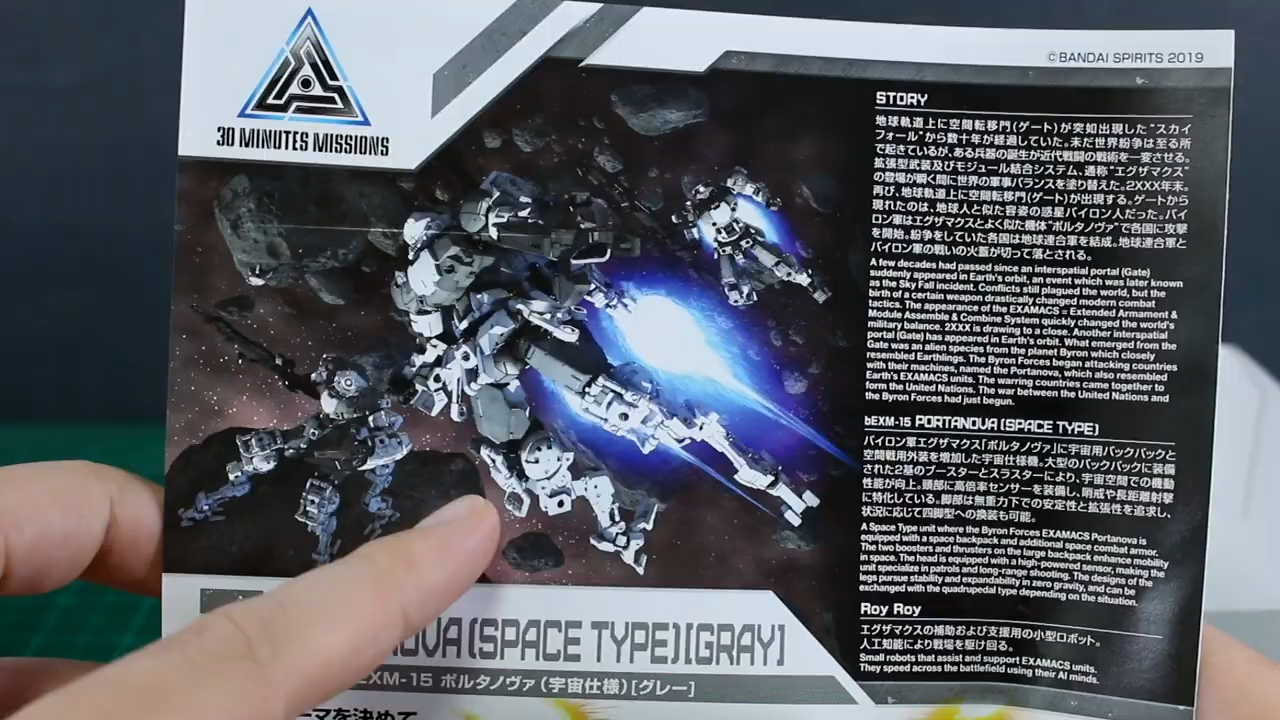 30 MINUTES MISSIONS
©BANDAI SPIRITS 2019
STORY
地球軌道上に空間転移門(ゲート)が突如出現した"スカイ
フォール"から数十年が経過していた。未だ世界紛争は至る所
で起きているが、ある兵器の誕生が近代戦闘の戦術を一変させる。
拡張型武装及びモジュール結合システム、通称"エグザマクス"
の登場が瞬く間に世界の軍事バランスを塗り替えた。2XXX年末。
再び、地球軌道上に空間転移門(ゲート)が出現する。ゲートから
現れたのは、地球人と似た容姿の惑星バイロン人だった。バイ
ロン軍はエグザマクスとよく似た機体"ポルタノヴァ"で各国に攻撃
を開始。紛争をしていた各国は地球連合軍を結成。地球連合軍と
バイロン軍の戦いの火蓋が切って落とされる。
A few decades had passed since an interspatial portal (Gate)
suddenly appeared in Earth's orbit, an event which was later known
as the Sky Fall incident. Conflicts still plagued the world, but the
birth of a certain weapon drastically changed modern combat
tactics. The appearance of the EXAMACS = Extended Armament &
Module Assemble & Combine System quickly changed the world's
military balance. 2XXX is drawing to a close. Another interspatial
portal (Gate) has appeared in Earth's orbit. What emerged from the
Gate was an alien species from the planet Byron which closely
resembled Earthlings. The Byron Forces began attacking countries
with their machines, named the Portanova, which also resembled
Earth's EXAMACS units. The warring countries came together to
form the United Nations. The war between the United Nations and
the Byron Forces had just begun.
bEXM-15 PORTANOVA (SPACE TYPE)
バイロン軍エグザマクス「ポルタノヴァ」に宇宙用バックパックと
空間戦用外装を増加した宇宙仕様機。大型のバックパックに装備
された2基のブースターとスラスターにより、宇宙空間での機動
性能が向上。頭部に高倍率センサーを装備し、哨戒や長距離射撃
に特化している。脚部は無重力下での安定性と拡張性を追求し、
状況に応じて四脚型への換装も可能。
A Space Type unit where the Byron Forces EXAMACS Portanova is
equipped with a space backpack and additional space combat armor.
The two boosters and thrusters on the large backpack enhance mobility
in space. The head is equipped with a high-powered sensor, making the
unit specialize in patrols and long-range shooting. The designs of the
legs pursue stability and expandability in zero gravity, and can be
exchanged with the quadrupedal type depending on the situation.
Roy Roy
エグザマクスの補助および支援用の小型ロボット。
人工知能により戦場を駆け回る。
Small robots that assist and support EXAMACS units.
They speed across the battlefield using their AI minds.
NOVA (SPACE TYPE) [GRAY]
EXM-15 ポルタノヴァ(宇宙仕様)[グレー]
ーマを決めて